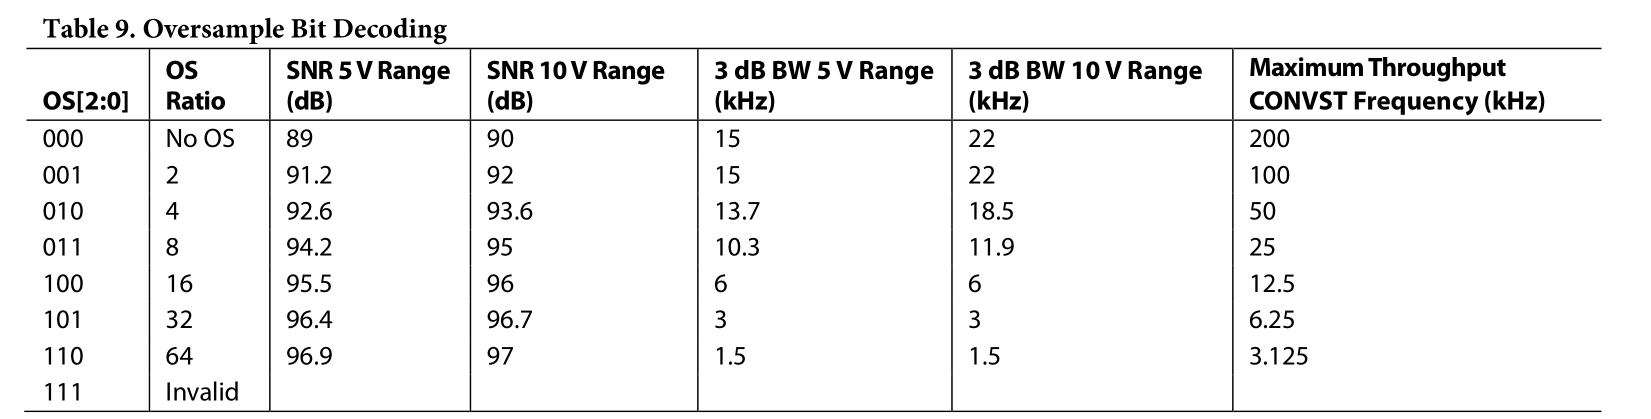 Table 9. Oversample Bit Decoding
OS[2:0] OS Ratio SNR 5 V Range (dB) SNR 10 V Range (dB) 3 dB BW 5 V Range (kHz) 3 dB BW 10 V Range (kHz) Maximum Throughput CONVST Frequency (kHz)
000 No OS 89 90 15 22 200
001 2 91.2 92 15 22 100
010 4 92.6 93.6 13.7 18.5 50
011 8 94.2 95 10.3 11.9 25
100 16 95.5 96 6 6 12.5
101 32 96.4 96.7 3 3 6.25
110 64 96.9 97 1.5 1.5 3.125
111 Invalid